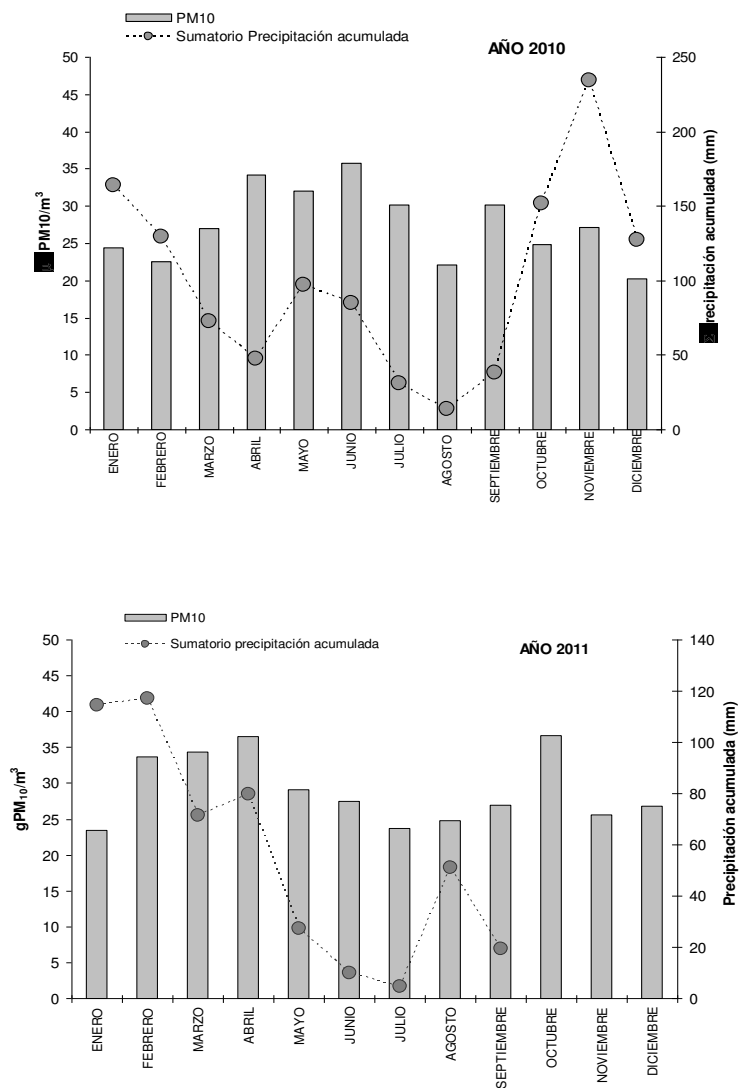 PM10
Sumatorio Precipitación acumulada
AÑO 2010
50
45
40
35
30
25
20
15
10
5
0
PM10/m³
250
200
150
100
50
0
recipitación acumulada (mm)
ENERO
FEBRERO
MARZO
ABRIL
MAYO
JUNIO
JULIO
AGOSTO
SEPTIEMBRE
OCTUBRE
NOVIEMBRE
DICIEMBRE
PM10
Sumatorio precipitación acumulada
AÑO 2011
50
45
40
35
30
25
20
15
10
5
0
gPM₁₀/m³
140
120
100
80
60
40
20
0
Precipitación acumulada (mm)
ENERO
FEBRERO
MARZO
ABRIL
MAYO
JUNIO
JULIO
AGOSTO
SEPTIEMBRE
OCTUBRE
NOVIEMBRE
DICIEMBRE